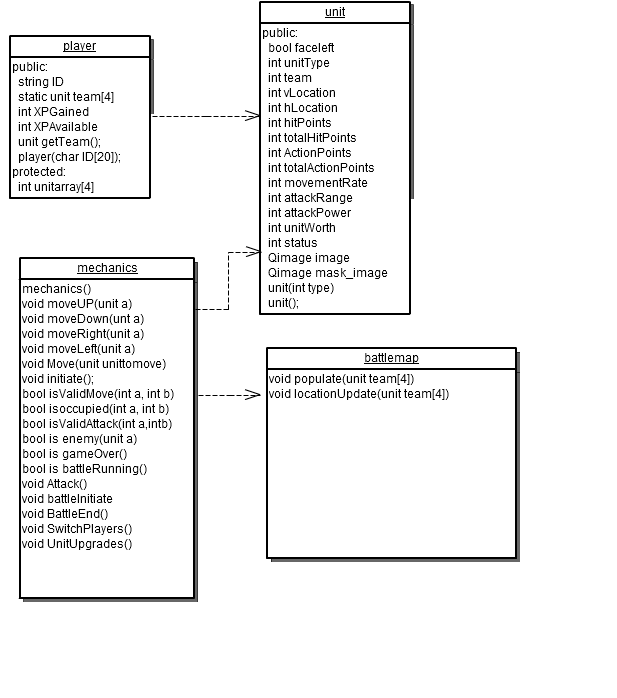 player
public:
string ID
static unit team[4]
int XPGained
int XPAvailable
unit getTeam();
player(char ID[20]);
protected:
int unitarray[4]
unit
public:
bool faceleft
int unitType
int team
int vLocation
int hLocation
int hitPoints
int totalHitPoints
int ActionPoints
int totalActionPoints
int movementRate
int attackRange
int attackPower
int unitWorth
int status
Qimage image
Qimage mask_image
unit(int type)
unit();
mechanics
mechanics()
void moveUP(unit a)
void moveDown(unt a)
void moveRight(unit a)
void moveLeft(unit a)
void Move(unit unittomove)
void initiate();
bool isValidMove(int a, int b)
bool isoccupied(int a, int b)
bool isValidAttack(int a,intb)
bool is enemy(unit a)
bool is gameOver()
bool is battleRunning()
void Attack()
void battleInitiate
void BattleEnd()
void SwitchPlayers()
void UnitUpgrades()
battlemap
void populate(unit team[4])
void locationUpdate(unit team[4])